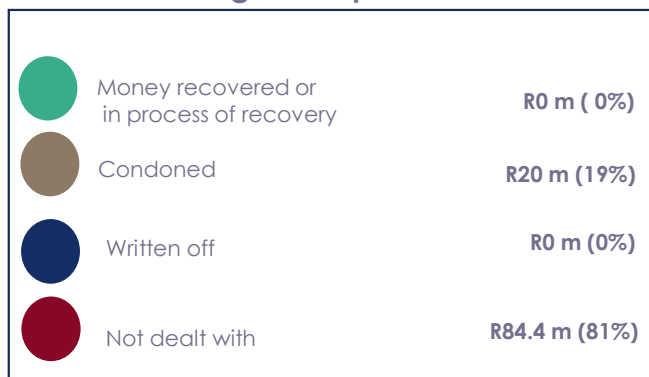 Money recovered or
in process of recovery
R0 m ( 0%)
Condoned
R20 m (19%)
Written off
R0 m (0%)
Not dealt with
R84.4 m (81%)